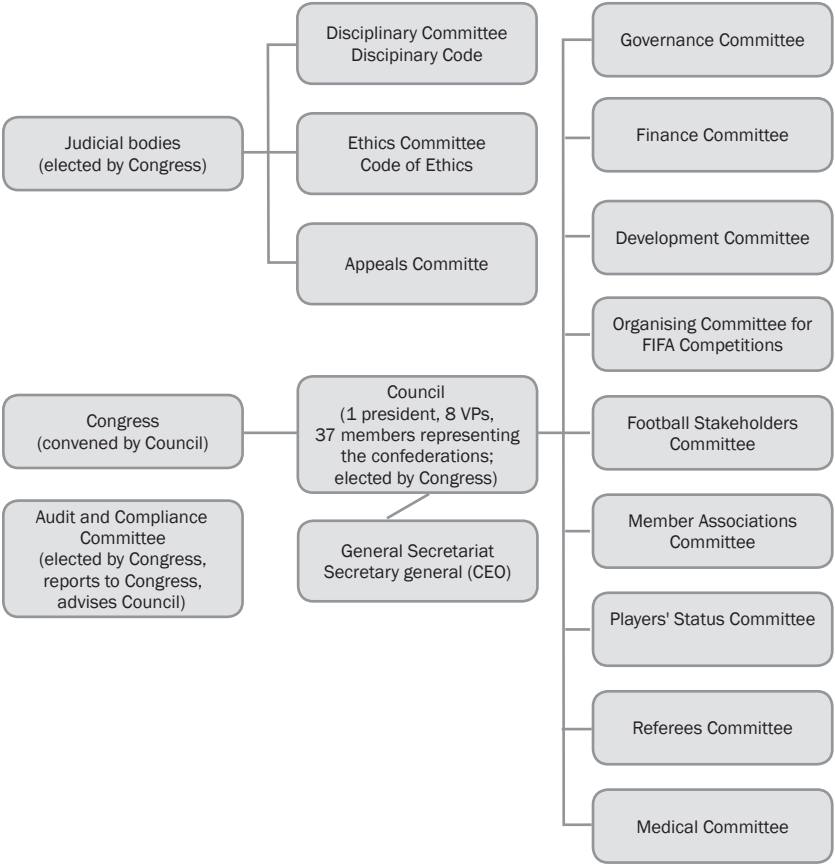 Judicial bodies
(elected by Congress)
Disciplinary Committee
Discipinary Code
Ethics Committee
Code of Ethics
Appeals Committe
Congress
(convened by Council)
Council
(1 president, 8 VPs,
37 members representing
the confederations;
elected by Congress)
Audit and Compliance
Committee
(elected by Congress,
reports to Congress,
advises Council)
General Secretariat
Secretary general (CEO)
Governance Committee
Finance Committee
Development Committee
Organising Committee for
FIFA Competitions
Football Stakeholders
Committee
Member Associations
Committee
Players' Status Committee
Referees Committee
Medical Committee